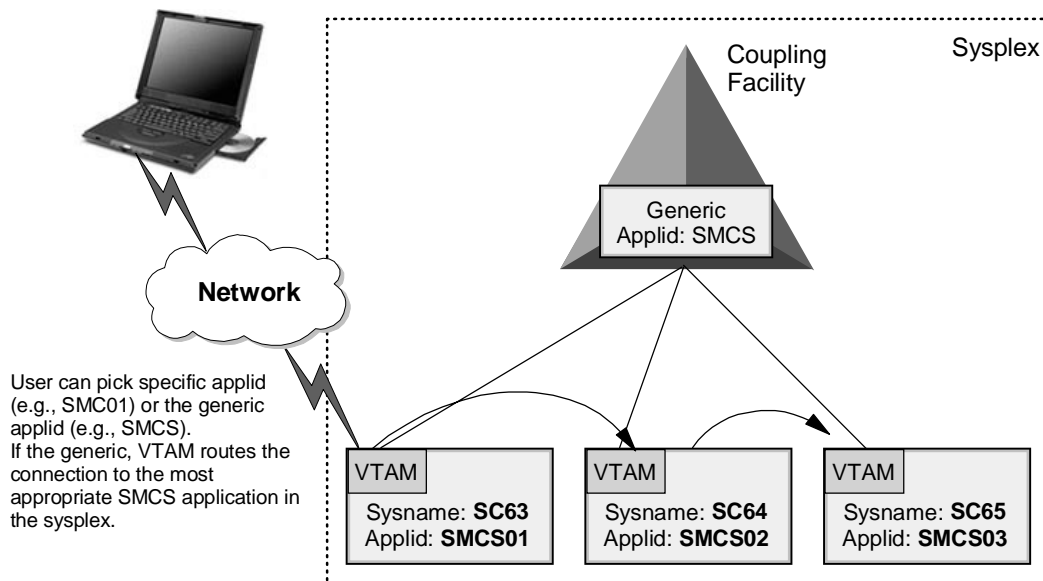 Sysplex
Coupling
Facility
Generic
Applid: SMCS
Network
User can pick specific applid
(e.g., SMC01) or the generic
applid (e.g., SMCS).
If the generic, VTAM routes the
connection to the most
appropriate SMCS application in
the sysplex.
VTAM
Sysname: SC63
Applid: SMCS01
VTAM
Sysname: SC64
Applid: SMCS02
VTAM
Sysname: SC65
Applid: SMCS03